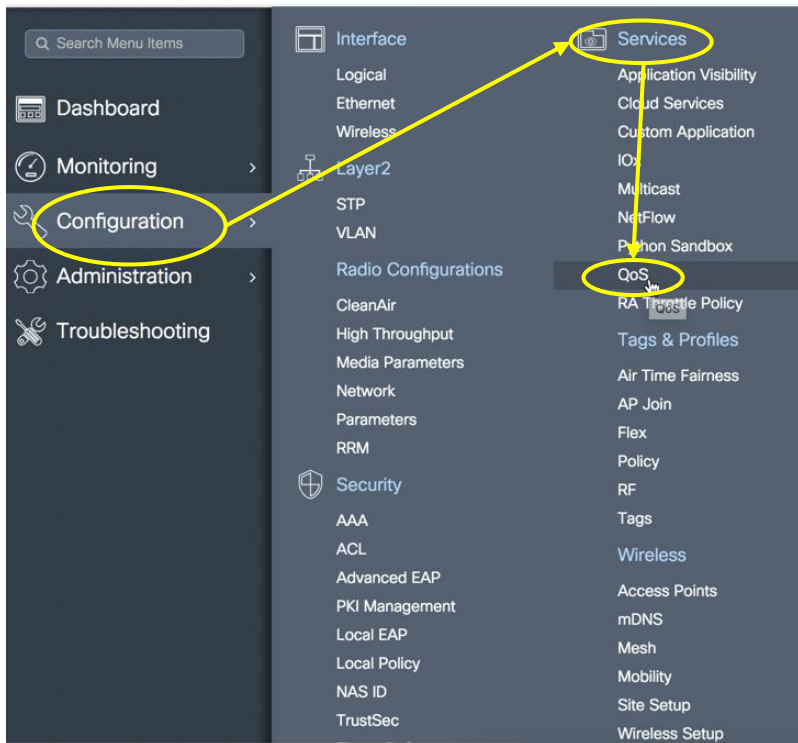 Search Menu Items
Dashboard
Monitoring
Configuration
Administration
Troubleshooting
Interface
Logical
Ethernet
Wireless
Layer2
STP
VLAN
Radio Configurations
CleanAir
High Throughput
Media Parameters
Network
Parameters
RRM
Security
AAA
ACL
Advanced EAP
PKI Management
Local EAP
Local Policy
NAS ID
TrustSec
Services
Application Visibility
Cloud Services
Custom Application
IOx
Multicast
NetFlow
Python Sandbox
QoS
RA Throttle Policy
QoS
Tags & Profiles
Air Time Fairness
AP Join
Flex
Policy
RF
Tags
Wireless
Access Points
mDNS
Mesh
Mobility
Site Setup
Wireless Setup